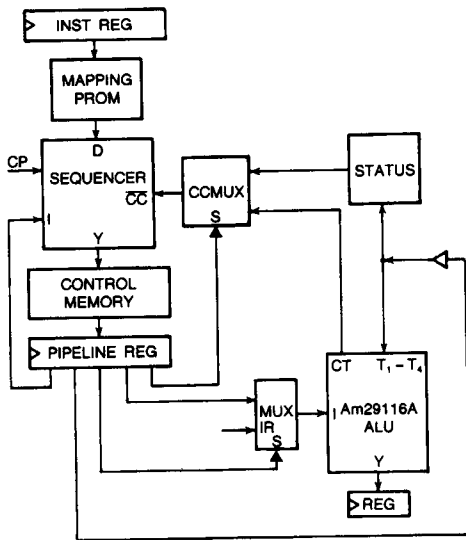 INST REG
MAPPING
PROM
D
CP
SEQUENCER
CC
I
Y
CCMUX
S
STATUS
CONTROL
MEMORY
PIPELINE REG
MUX
IR
S
CT T1 – T4
I
Am29116A
ALU
Y
REG